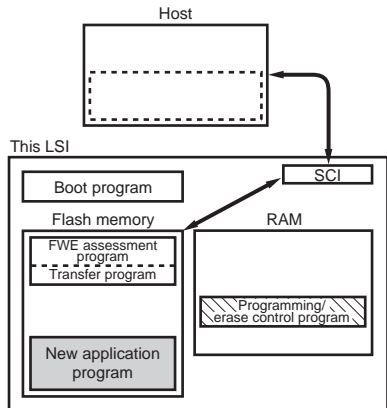 Host
This LSI
SCI
Boot program
Flash memory
RAM
FWE assessment
program
Transfer program
Programming/
erase control program
New application
program